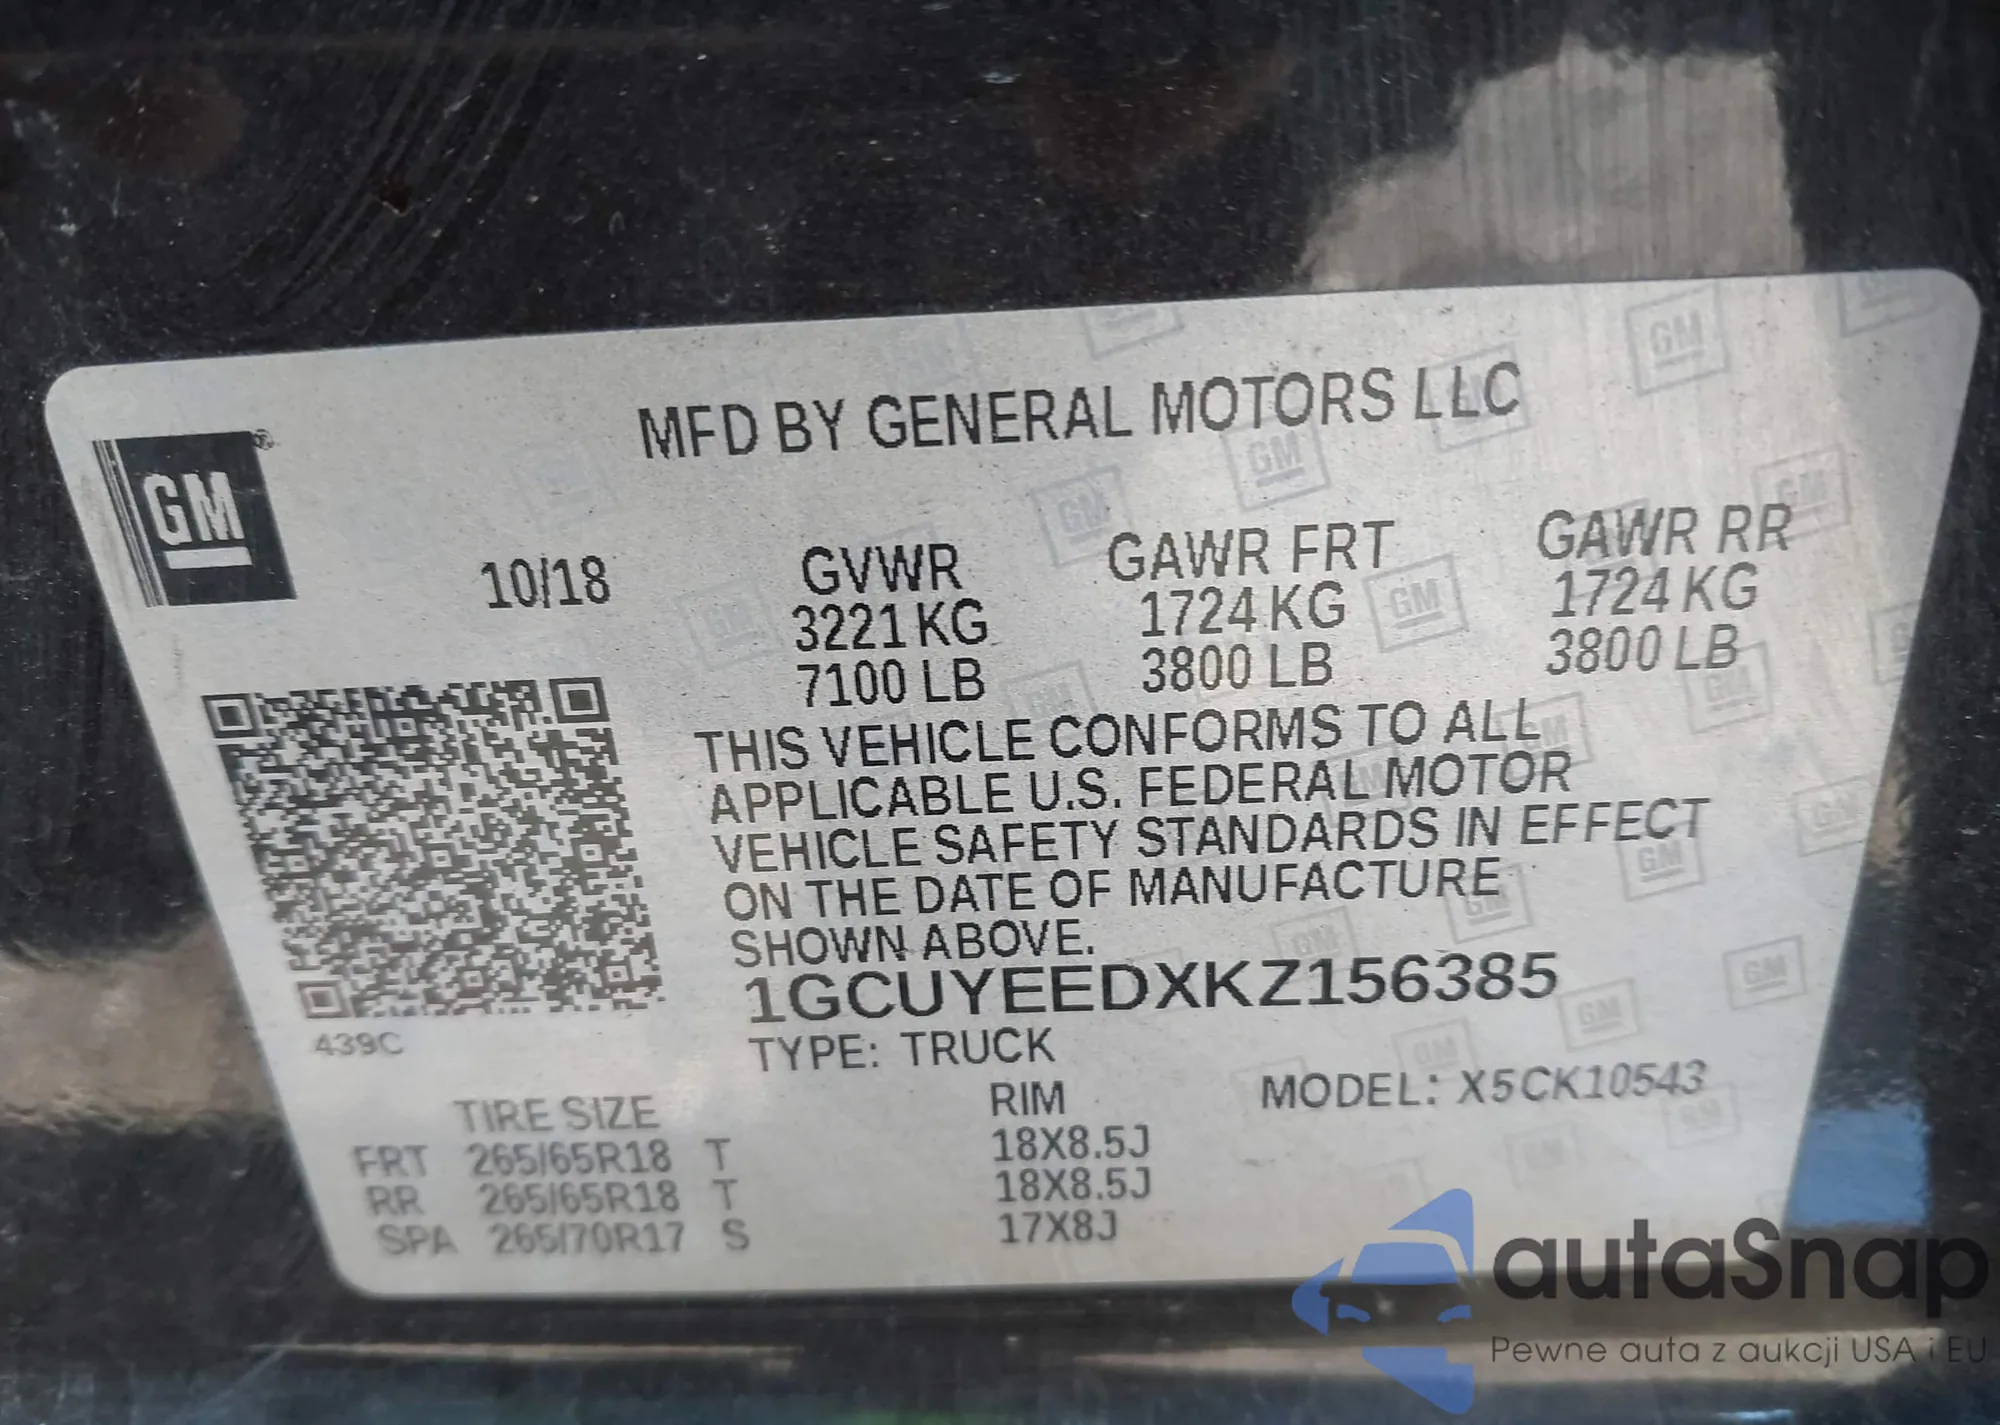 MFD BY GENERAL MOTORS LLC
GM
10/18
GVWR GAWR FRT GAWR RR
3221 KG 1724 KG 1724 KG
7100 LB 3800 LB 3800 LB
THIS VEHICLE CONFORMS TO ALL
APPLICABLE U.S. FEDERAL MOTOR
VEHICLE SAFETY STANDARDS IN EFFECT
ON THE DATE OF MANUFACTURE
SHOWN ABOVE.
1GCUYEEDXKZ156385
439C
TYPE: TRUCK
TIRE SIZE RIM MODEL: X5CK10543
FRT 265/65R18 T 18X8.5J
RR 265/65R18 T 18X8.5J
SPA 265/70R17 S 17X8J
autaSnap
Pewne auta z aukcji USA i EU